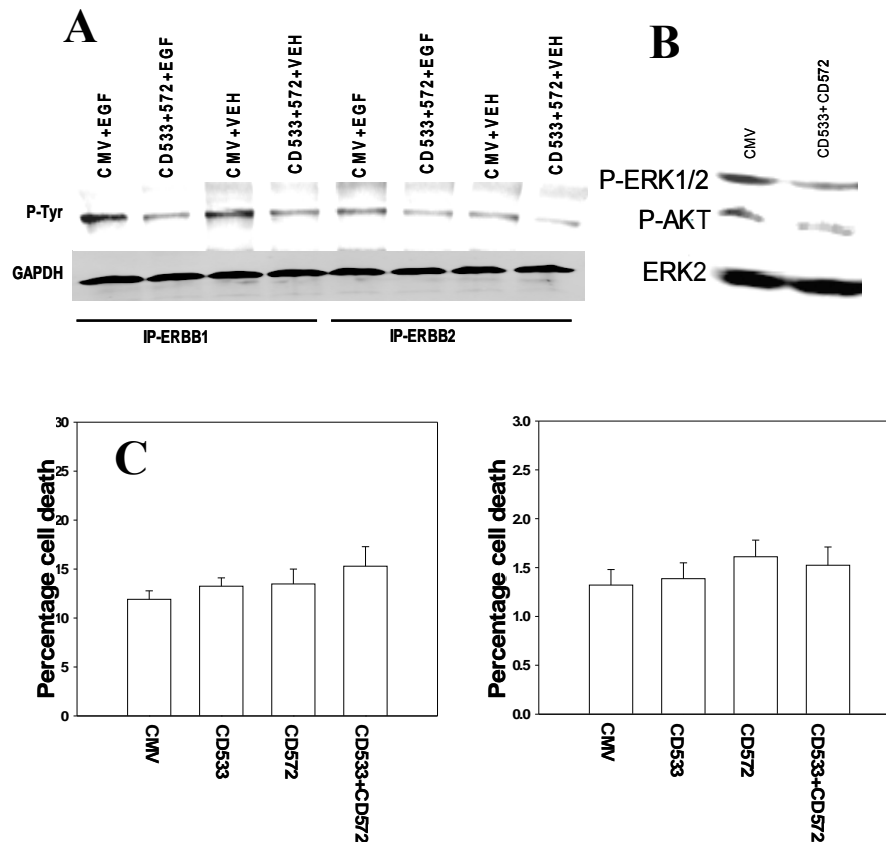 A
CMV+EGF
CD533+572+EGF
CMV+VEH
CD533+572+VEH
CMV+EGF
CD533+572+EGF
CMV+VEH
CD533+572+VEH
P-Tyr
GAPDH
IP-ERBB1
IP-ERBB2
B
CMV
CD533+CD572
P-ERK1/2
P-AKT
ERK2
C
Percentage cell death
30
25
20
15
10
5
0
CMV
CD533
CD572
CD533+CD572
Percentage cell death
3.0
2.5
2.0
1.5
1.0
0.5
0.0
CMV
CD533
CD572
CD533+CD572